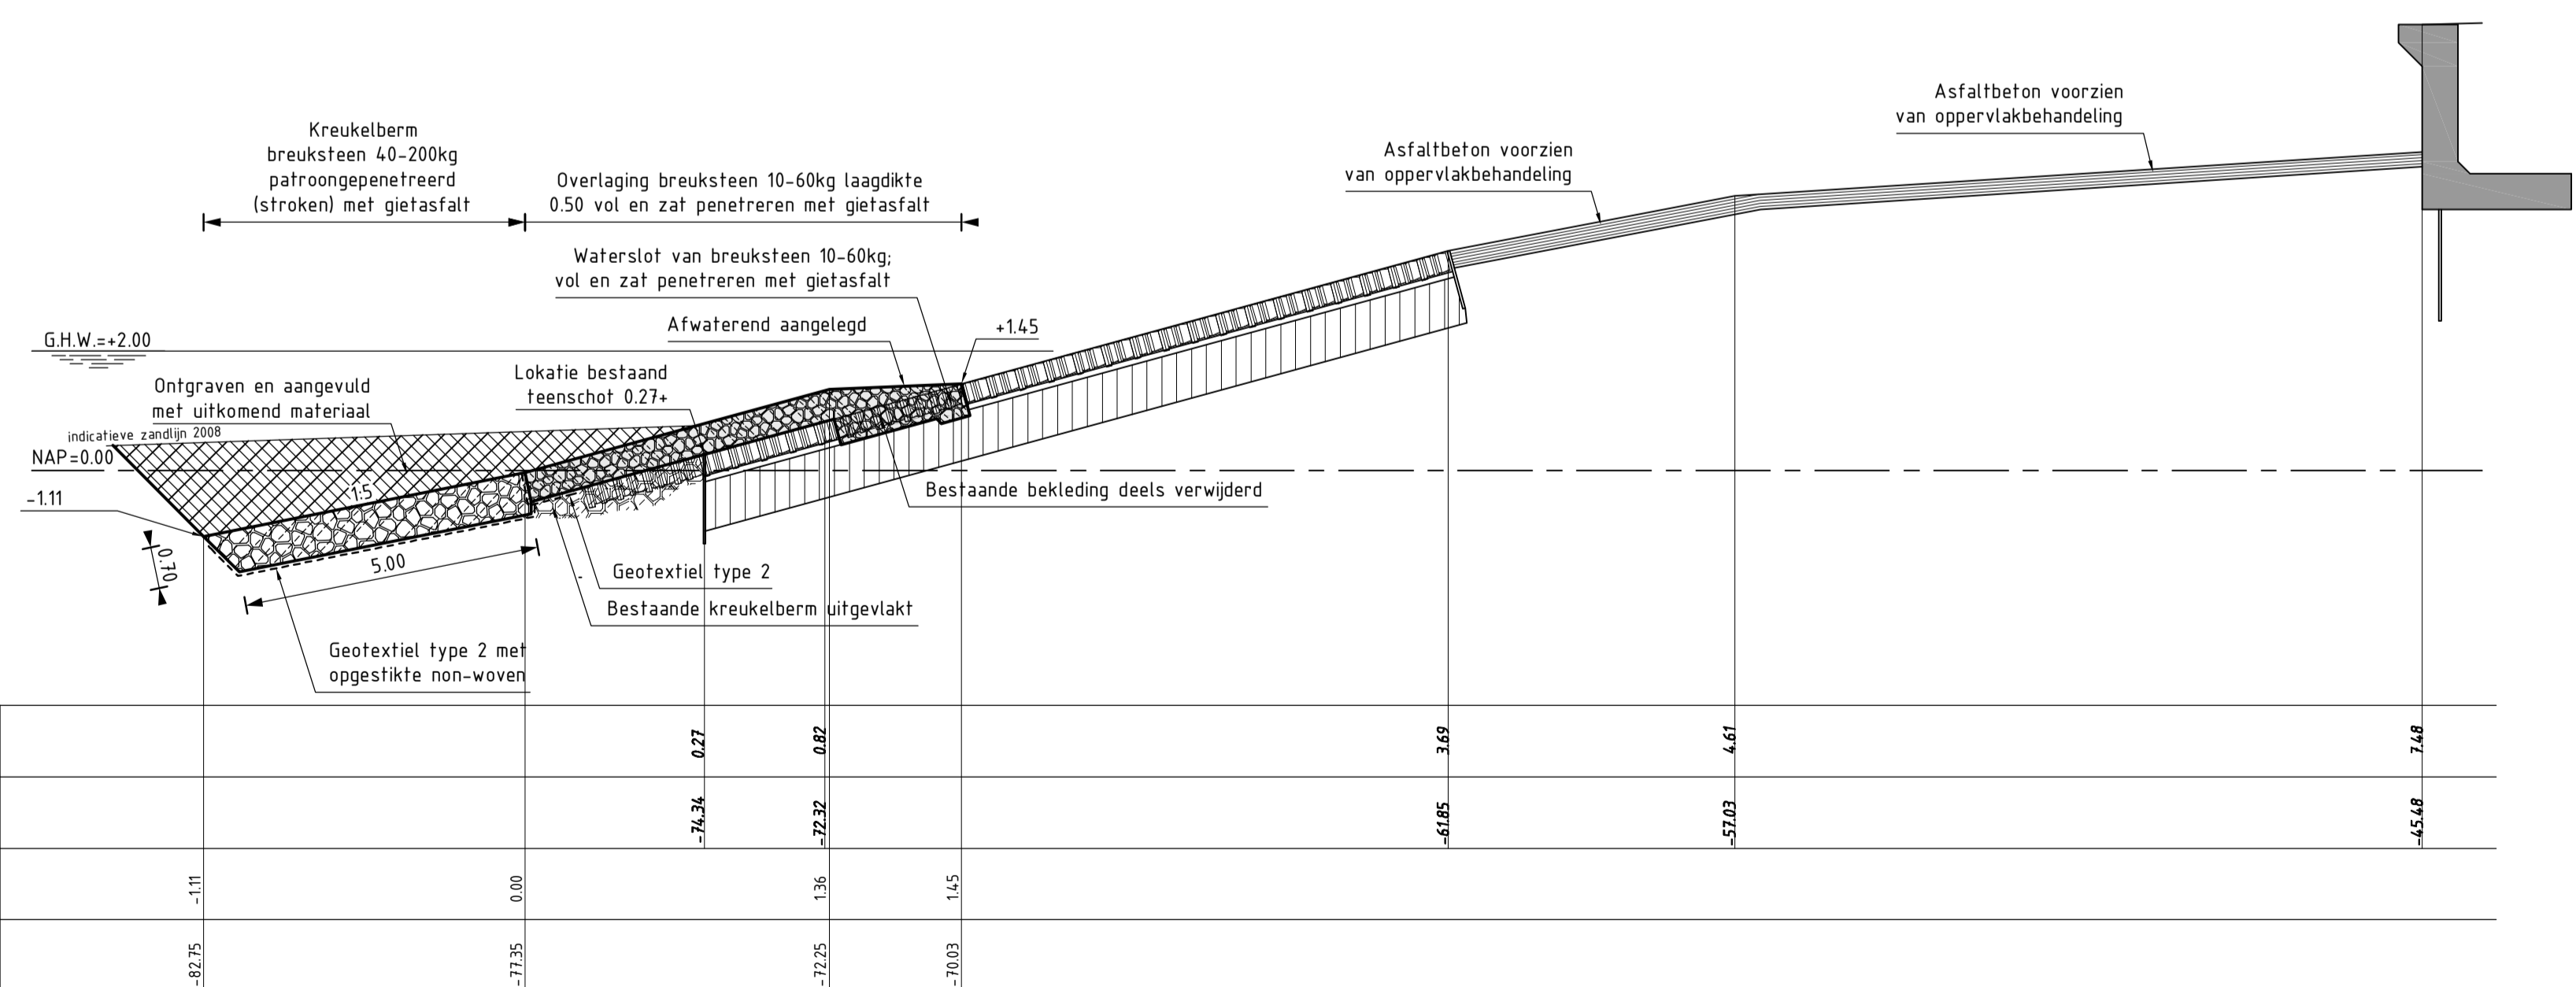 Kreukelberm
breuksteen 40-200kg
patroongepenetreerd
(stroken) met gietasfalt
Overlaging breuksteen 10-60kg laagdikte
0.50 vol en zat penetreren met gietasfalt
Waterslot van breuksteen 10-60kg;
vol en zat penetreren met gietasfalt
Afwaterend aangelegd
+1.45
Asfaltbeton voorzien
van oppervlakbehandeling
Asfaltbeton voorzien
van oppervlakbehandeling
G.H.W.=+2.00
Lokatie bestaand
teenschot 0.27+
Ontgraven en aangevuld
met uitkomend materiaal
indicatieve zandlijn 2008
NAP=0.00
-1.11
1:5
0.70
5.00
Bestaande bekleding deels verwijderd
Geotextiel type 2
Bestaande kreukelberm uitgevlakt
Geotextiel type 2 met
opgestikte non-woven
0.27
0.82
3.69
4.61
7.48
-74.34
-72.32
-61.85
-57.03
-45.48
-1.11
0.00
1.36
1.45
-82.75
-77.35
-72.25
-70.03